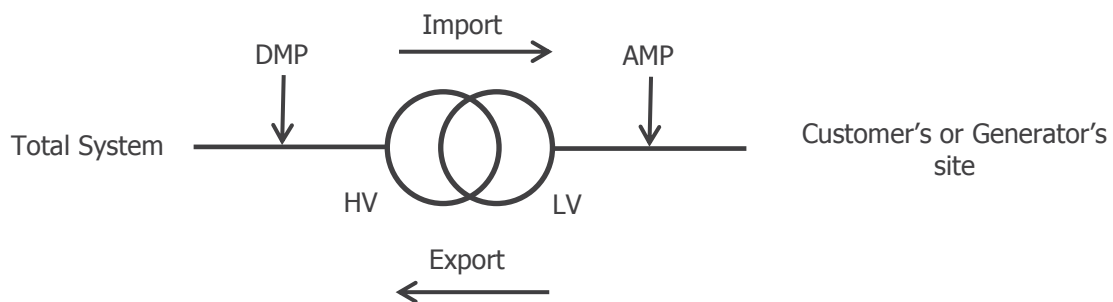 Import
DMP
AMP
Total System
Customer’s or Generator’s
site
HV
LV
Export